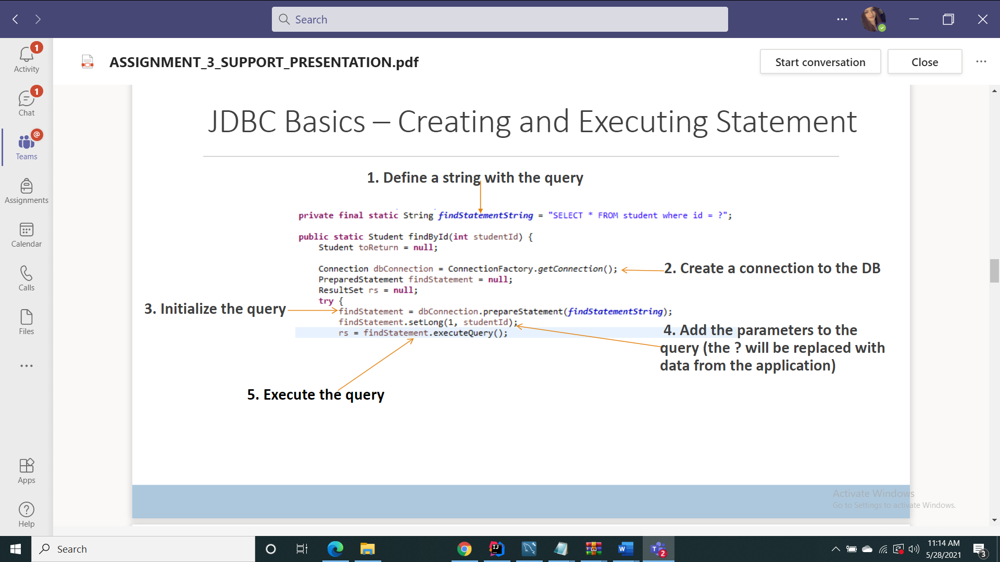 Search
ASSIGNMENT_3_SUPPORT_PRESENTATION.pdf
Start conversation
Close
1
Activity
1
Chat
@
Teams
Assignments
Calendar
Calls
Files
Apps
Help
JDBC Basics – Creating and Executing Statement
1. Define a string with the query
private final static String findStatementString = "SELECT * FROM student where id = ?";
public static Student findById(int studentId) {
Student toReturn = null;
Connection dbConnection = ConnectionFactory.getConnection();
2. Create a connection to the DB
PreparedStatement findStatement = null;
ResultSet rs = null;
try {
3. Initialize the query
findStatement = dbConnection.prepareStatement(findStatementString);
findStatement.setLong(1, studentId);
rs = findStatement.executeQuery();
4. Add the parameters to the
query (the ? will be replaced with
data from the application)
5. Execute the query
Activate Windows
Go to Settings to activate Windows.
Search
W
T
2
11:14 AM
5/28/2021
3